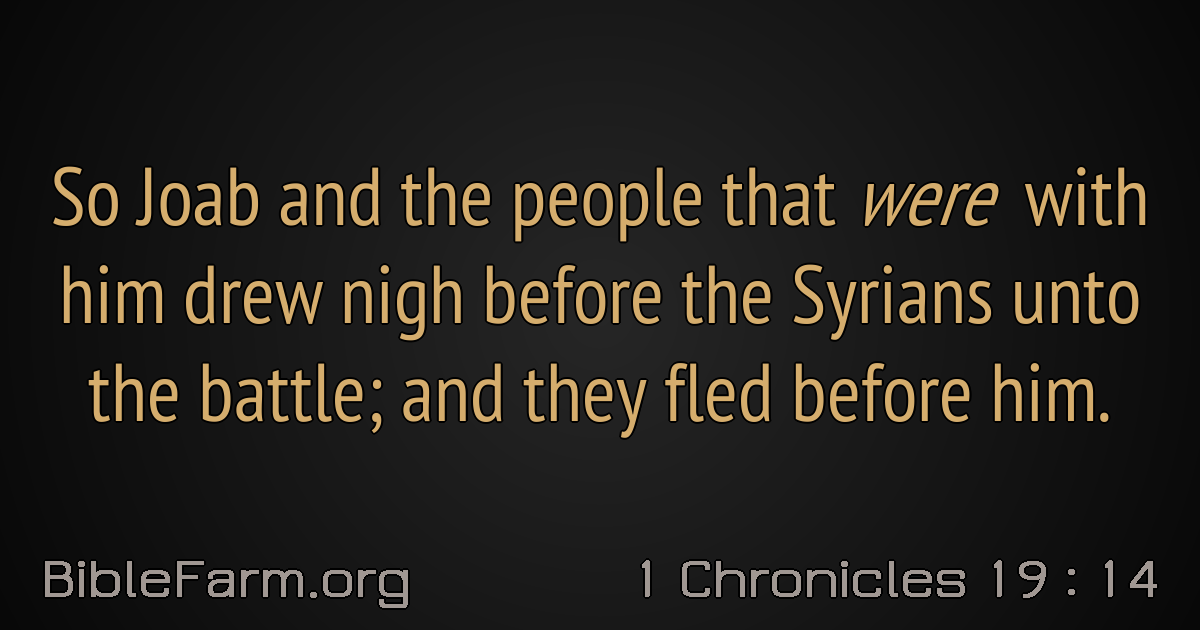 So Joab and the people that were with
him drew nigh before the Syrians unto
the battle; and they fled before him.
BibleFarm.org
1 Chronicles 19 : 14